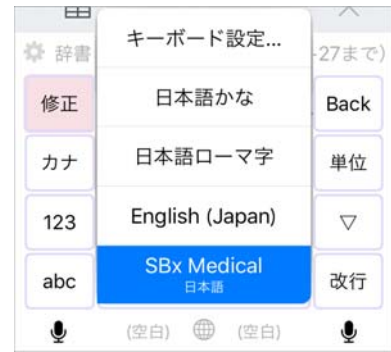 キーボード設定...
辞書
-27まで)
修正
日本語かな
Back
カナ
日本語ローマ字
単位
123
English (Japan)
▽
abc
SBx Medical
日本語
改行
(空白)
(空白)